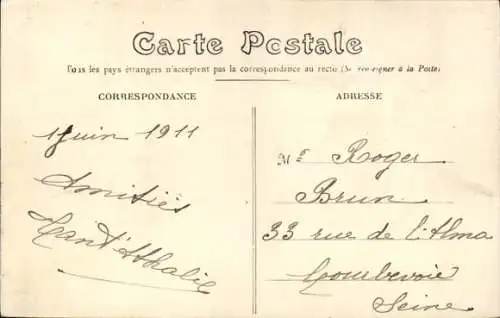 Carte Postale
Tous les pays étrangers n'acceptent pas la correspondance au recto (Se renseigner à la Poste)
CORRESPONDANCE
1 Juin 1911
Amitiés
ADRESSE
Mr Roger
Brun
33 rue de l'Alma
Courbevoie
Seine